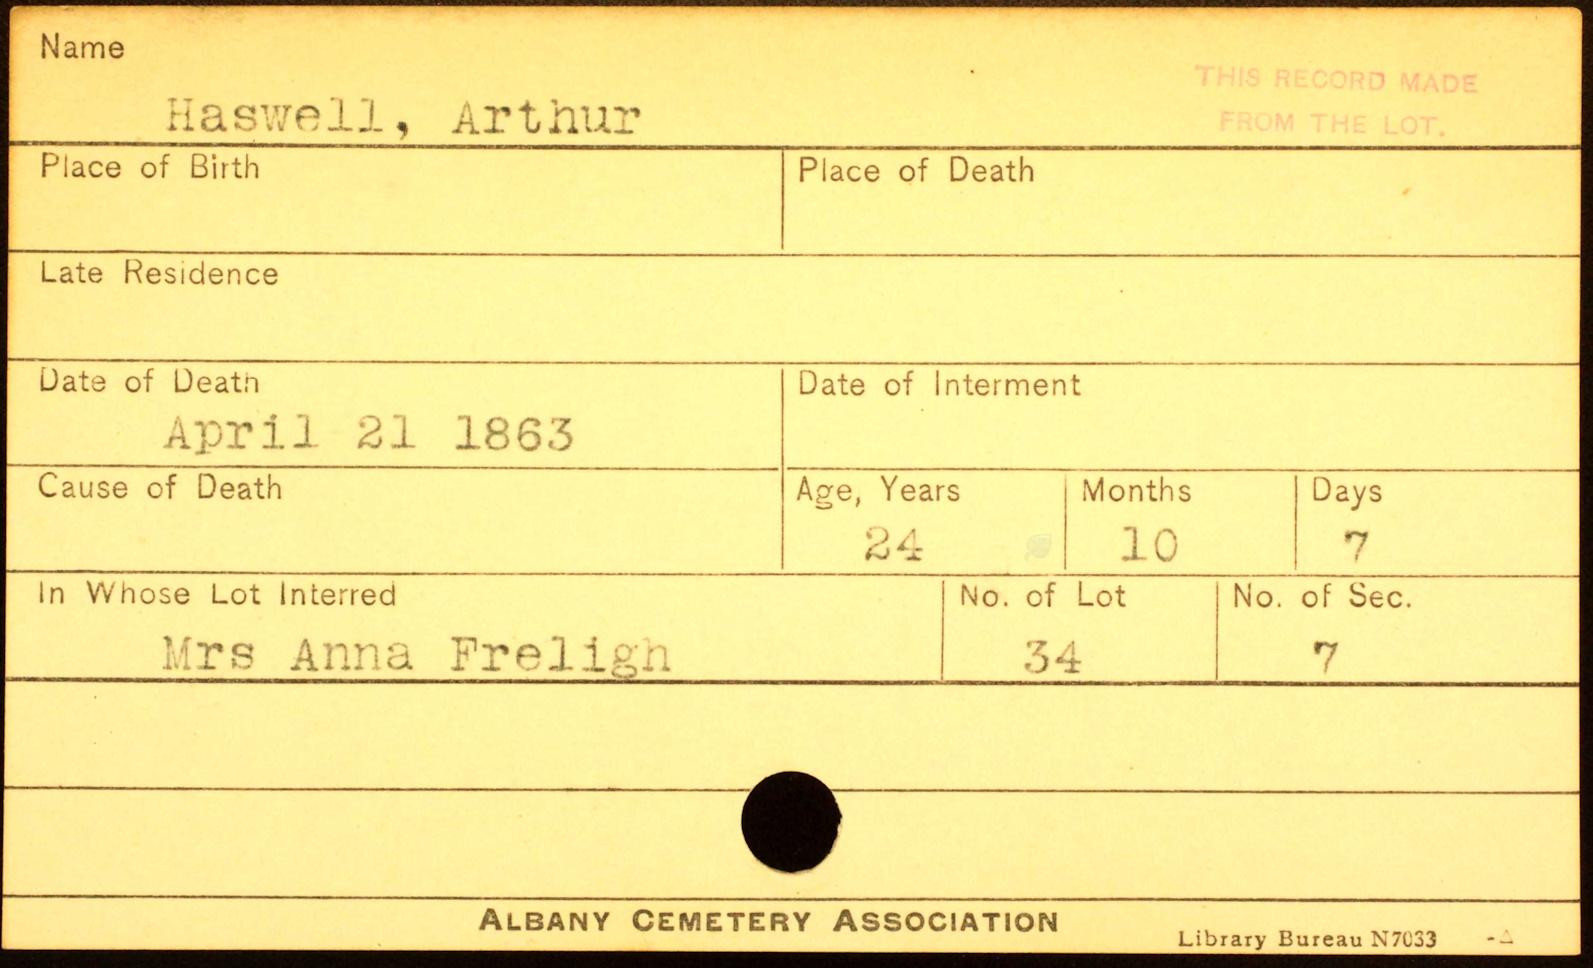 Name
THIS RECORD MADE
FROM THE LOT.
Haswell, Arthur
Place of Birth
Place of Death
Late Residence
Date of Death
Date of Interment
April 21 1863
Cause of Death
Age, Years
Months
Days
24
10
7
In Whose Lot Interred
No. of Lot
No. of Sec.
Mrs Anna Freligh
34
7
ALBANY CEMETERY ASSOCIATION
Library Bureau N7033